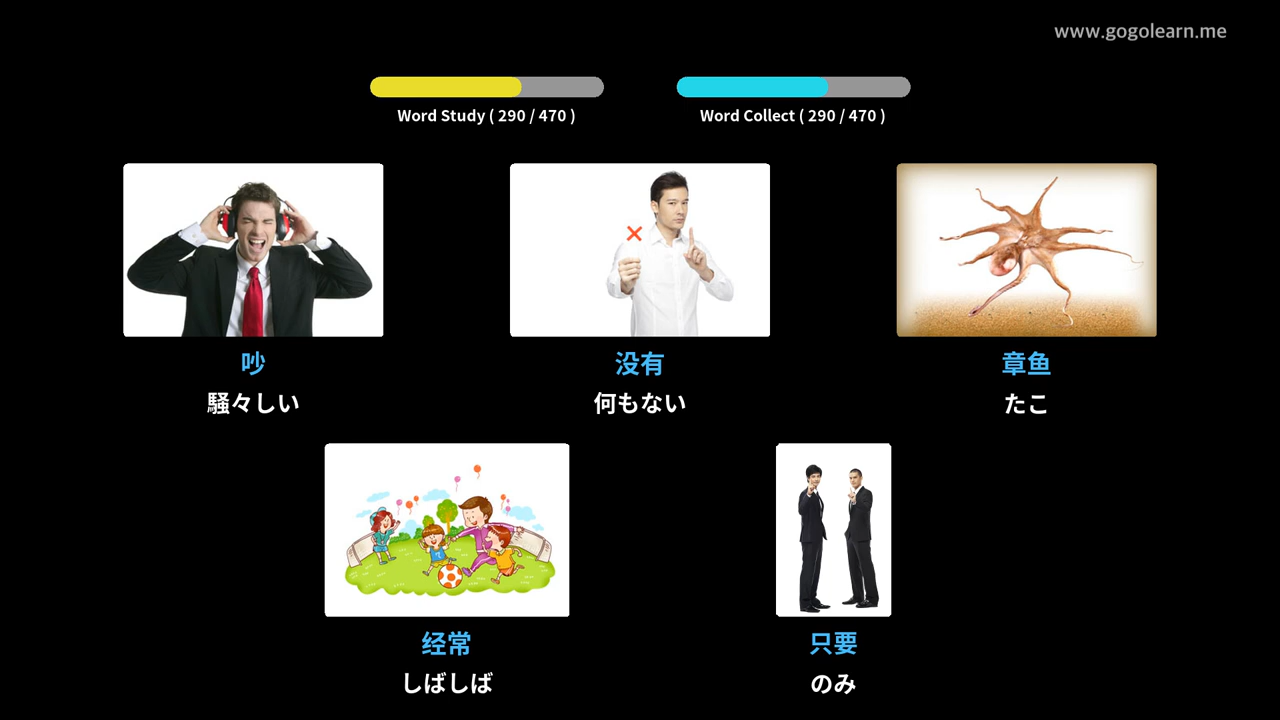 www.gogolearn.me
Word Study ( 290 / 470 )
Word Collect ( 290 / 470 )
吵
没有
章鱼
騒々しい
何もない
たこ
经常
只要
しばしば
のみ